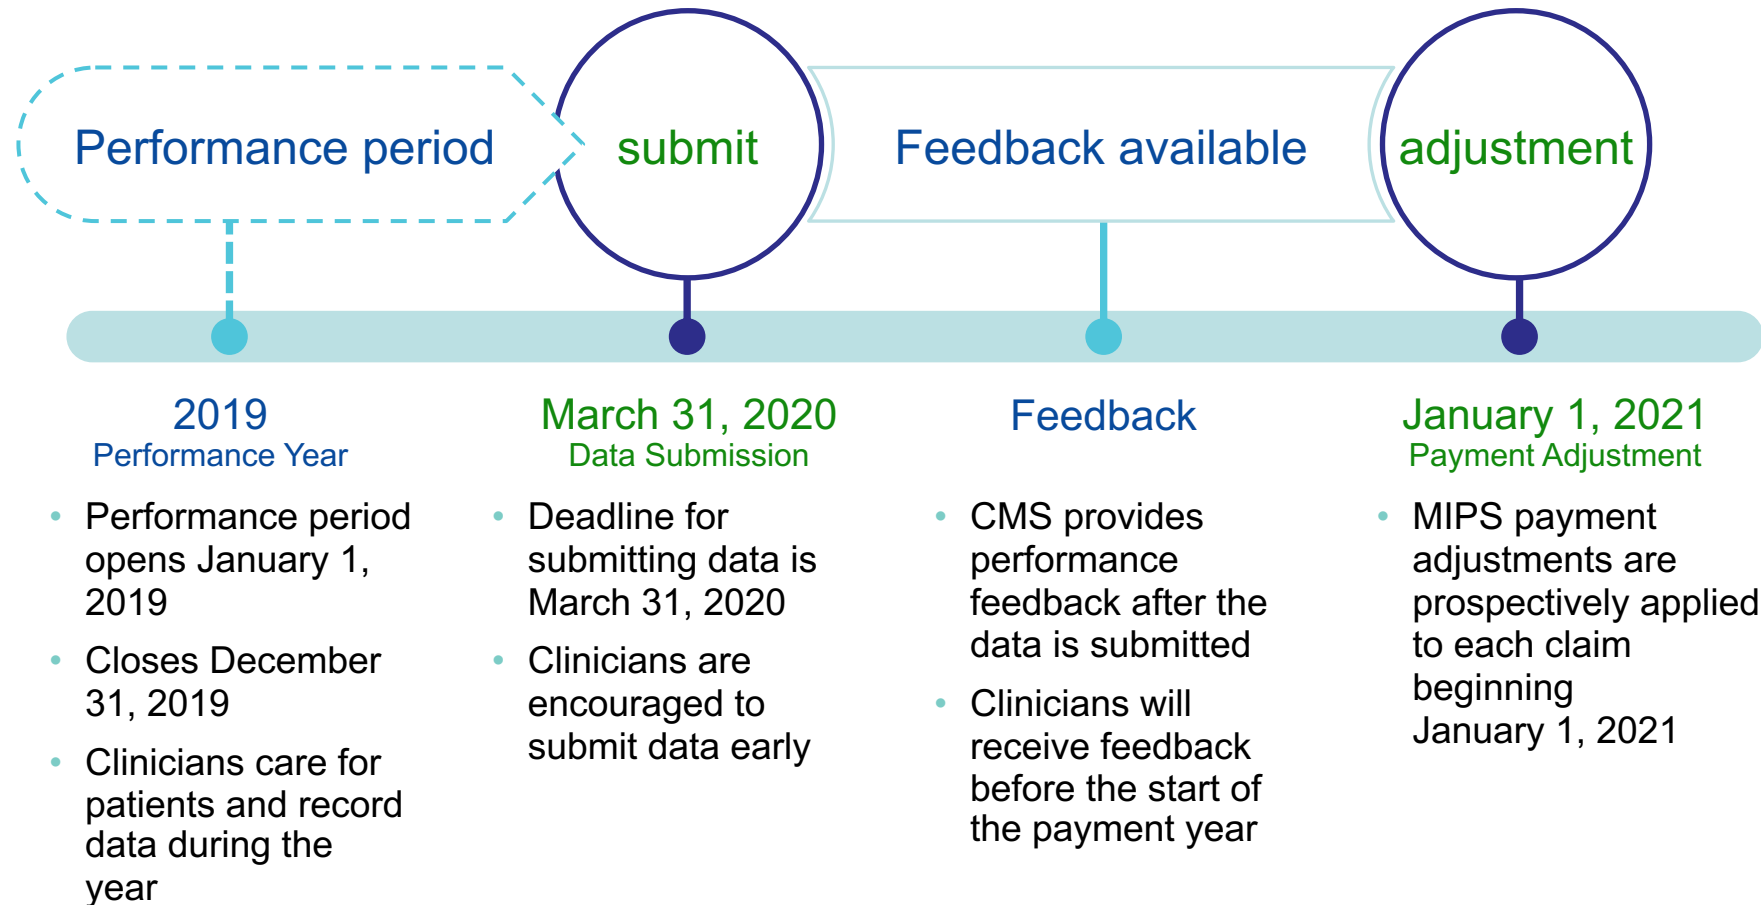 Performance period
submit
Feedback available
adjustment
2019
Performance Year
• Performance period
opens January 1,
2019
• Closes December
31, 2019
• Clinicians care for
patients and record
data during the
year
March 31, 2020
Data Submission
• Deadline for
submitting data is
March 31, 2020
• Clinicians are
encouraged to
submit data early
Feedback
• CMS provides
performance
feedback after the
data is submitted
• Clinicians will
receive feedback
before the start of
the payment year
January 1, 2021
Payment Adjustment
• MIPS payment
adjustments are
prospectively applied
to each claim
beginning
January 1, 2021